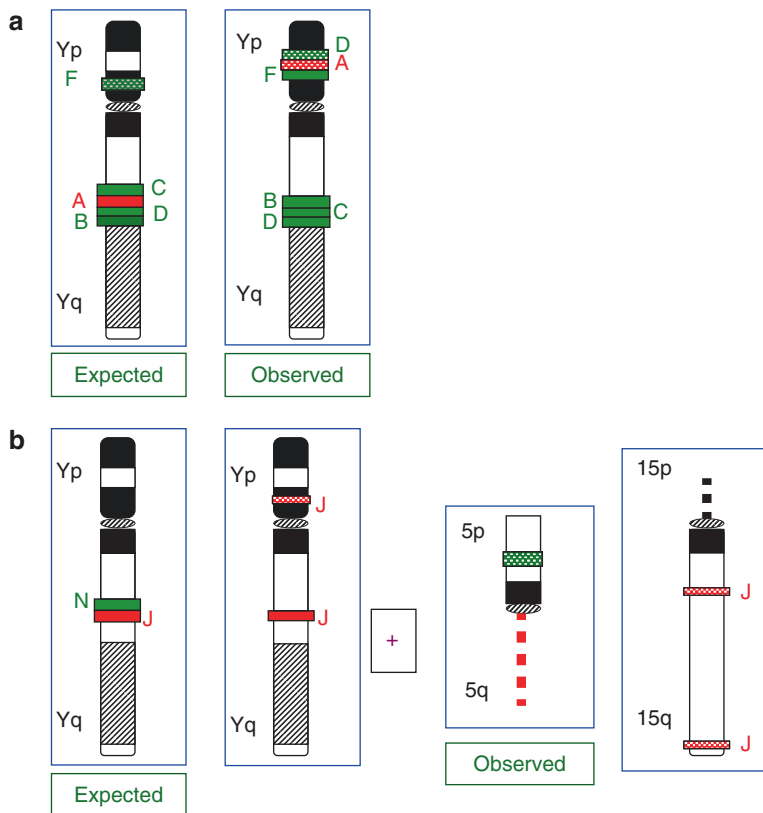 a
Yp
F
C
A
D
B
Yq
Expected
Yp
D
A
F
B
C
D
Yq
Observed
b
Yp
N
J
Yq
Expected
Yp
J
J
Yq
+
5p
5q
Observed
15p
J
15q
J